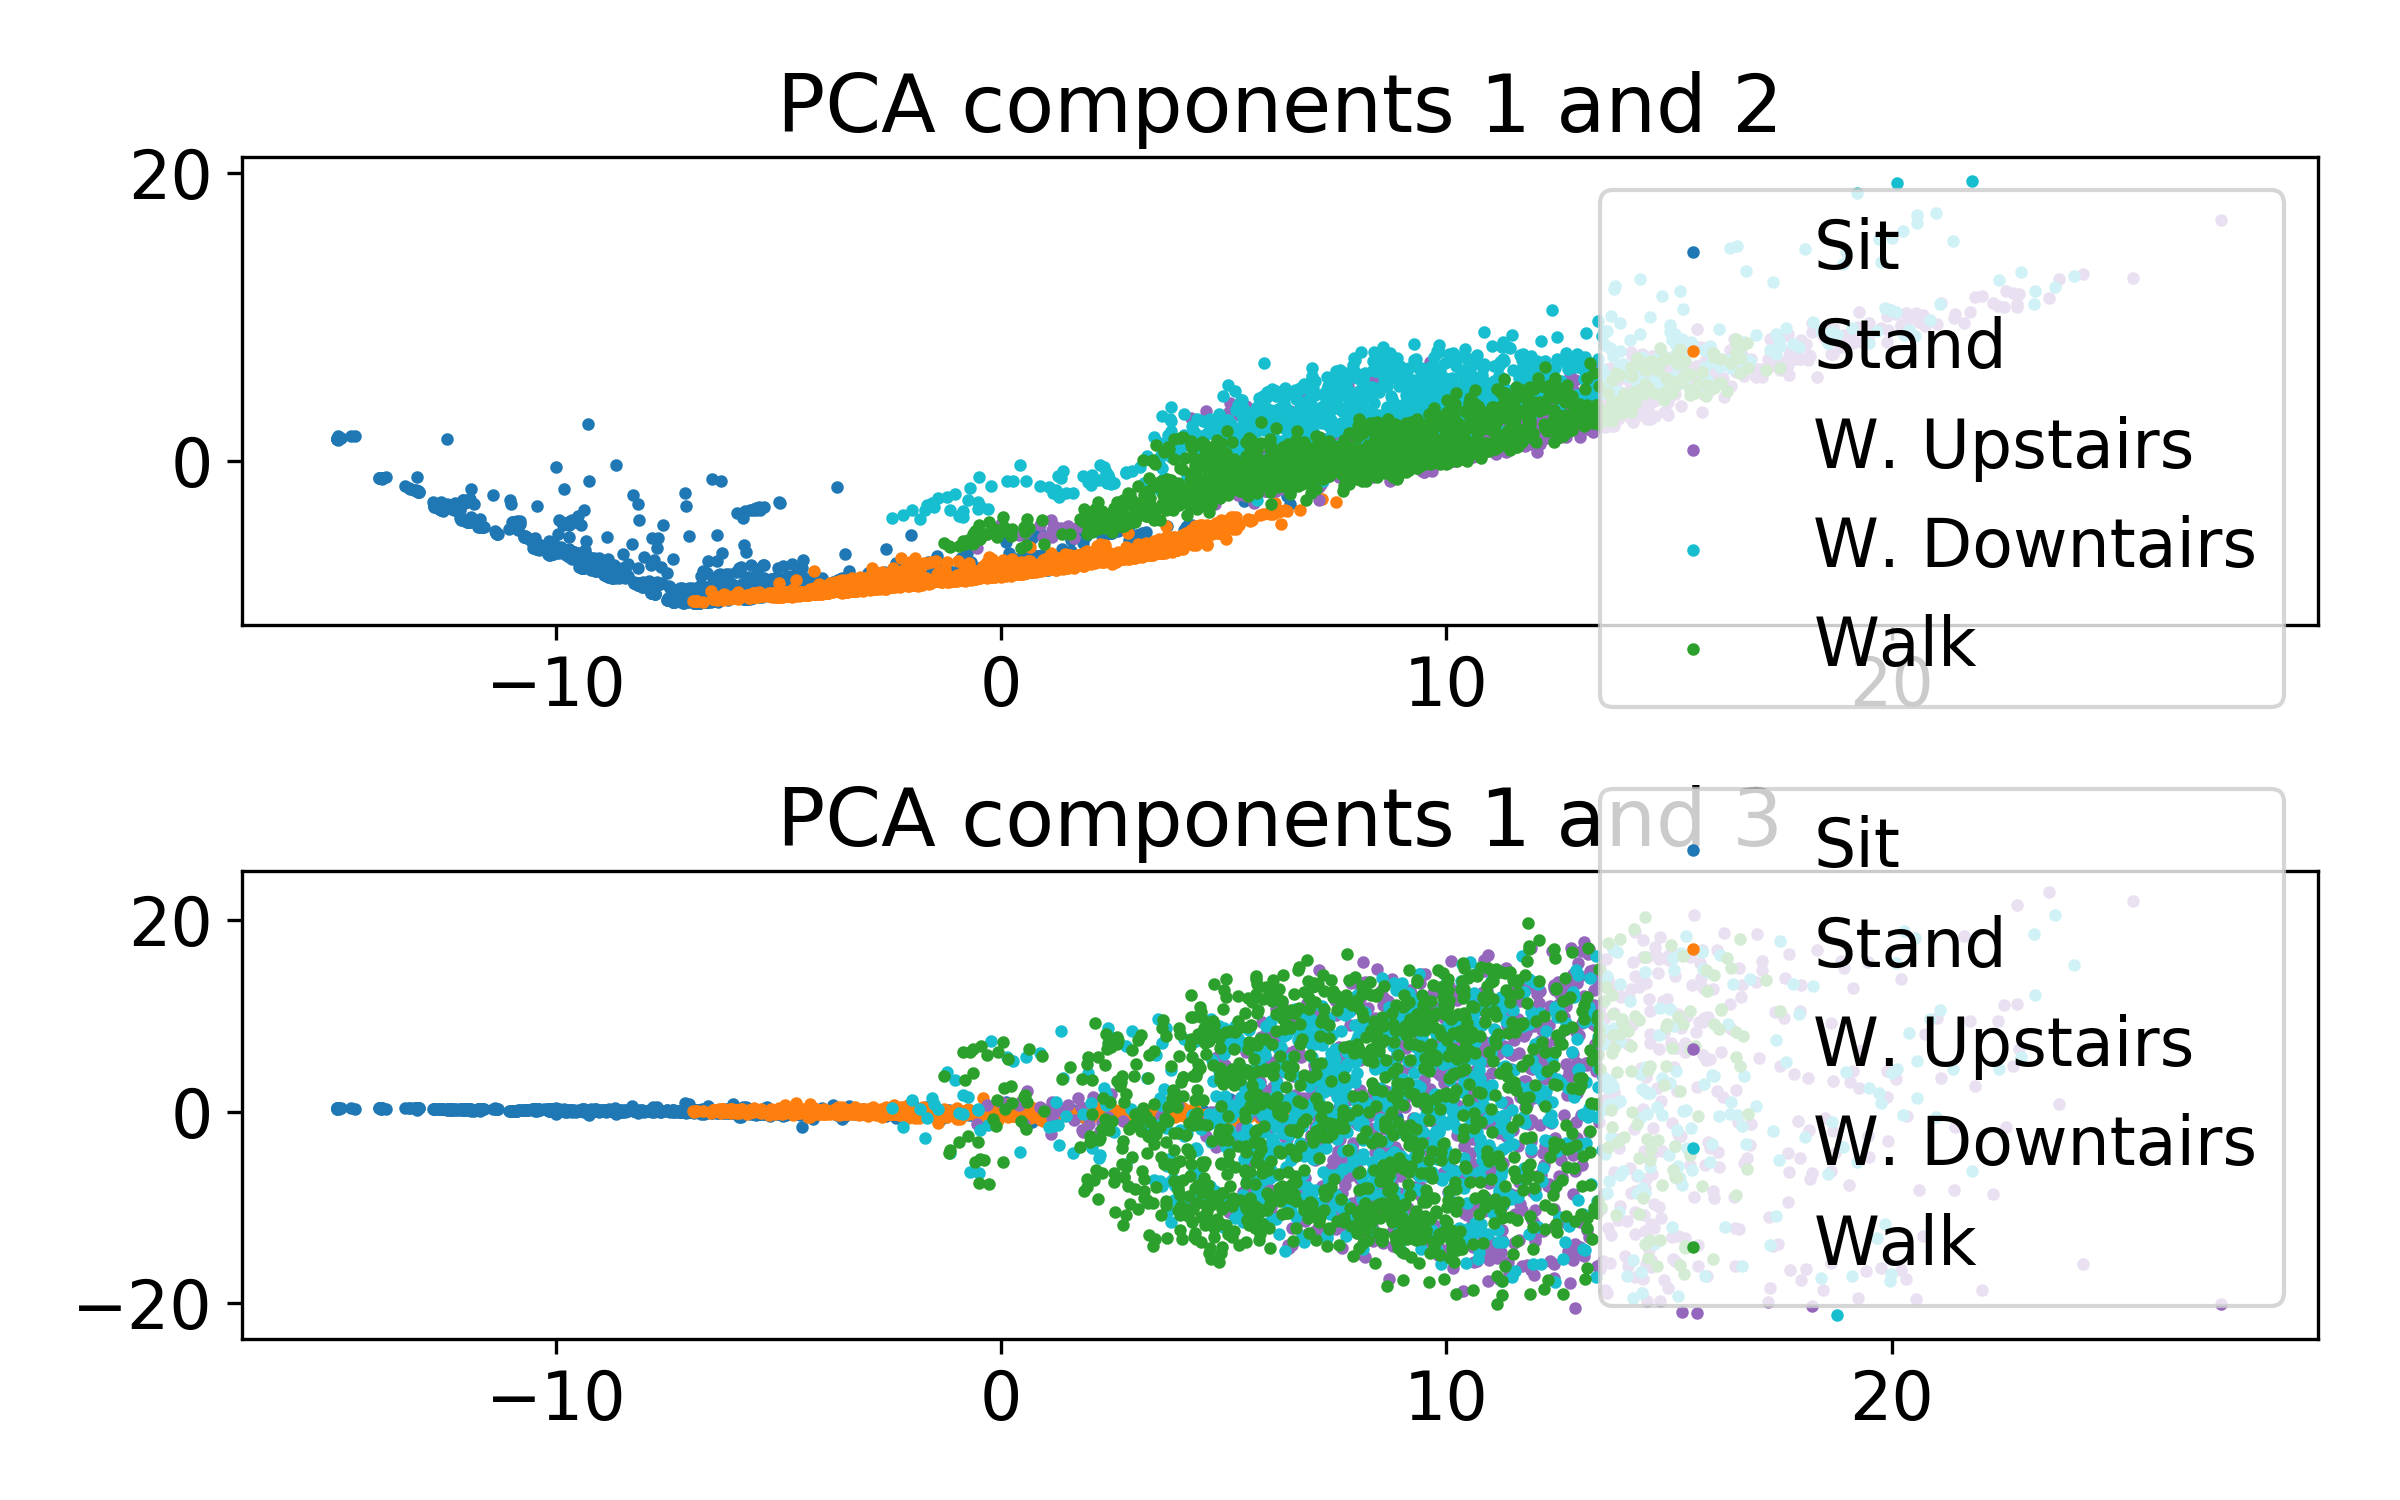 PCA components 1 and 2
20
0
Sit
Stand
W. Upstairs
W. Downtairs
Walk
−10 0 10 20
PCA components 1 and 3
20
0
−20
Sit
Stand
W. Upstairs
W. Downtairs
Walk
−10 0 10 20